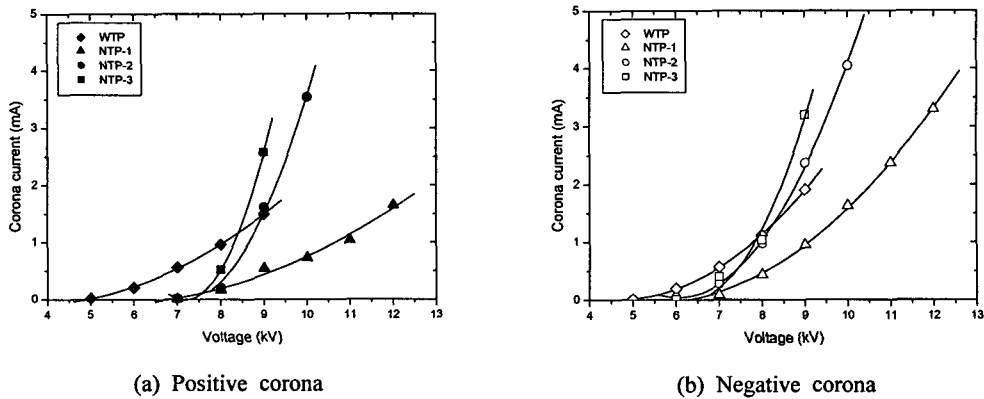 5
4
3
2
1
0
Corona current (mA)
WTP
NTP-1
NTP-2
NTP-3
4 5 6 7 8 9 10 11 12 13
Voltage (kV)
(a) Positive corona
5
4
3
2
1
0
Corona current (mA)
WTP
NTP-1
NTP-2
NTP-3
4 5 6 7 8 9 10 11 12 13
Voltage (kV)
(b) Negative corona